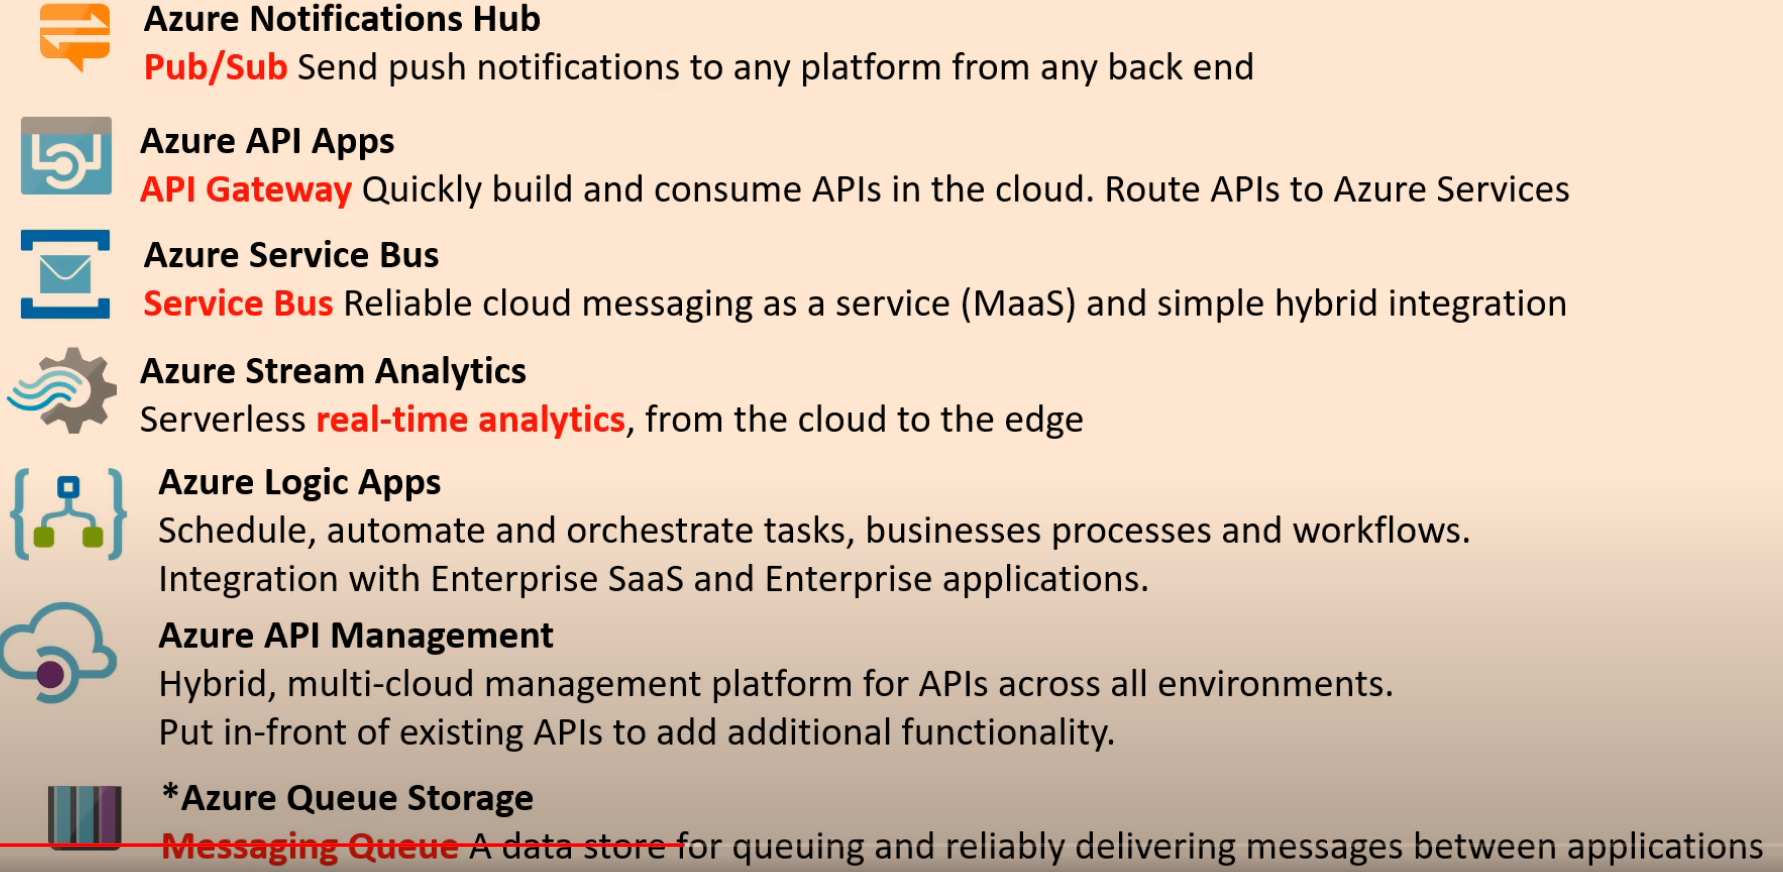 Azure Notifications Hub
Pub/Sub Send push notifications to any platform from any back end
Azure API Apps
API Gateway Quickly build and consume APIs in the cloud. Route APIs to Azure Services
Azure Service Bus
Service Bus Reliable cloud messaging as a service (MaaS) and simple hybrid integration
Azure Stream Analytics
Serverless real-time analytics, from the cloud to the edge
Azure Logic Apps
Schedule, automate and orchestrate tasks, businesses processes and workflows.
Integration with Enterprise SaaS and Enterprise applications.
Azure API Management
Hybrid, multi-cloud management platform for APIs across all environments.
Put in-front of existing APIs to add additional functionality.
*Azure Queue Storage
Messaging Queue A data store for queuing and reliably delivering messages between applications